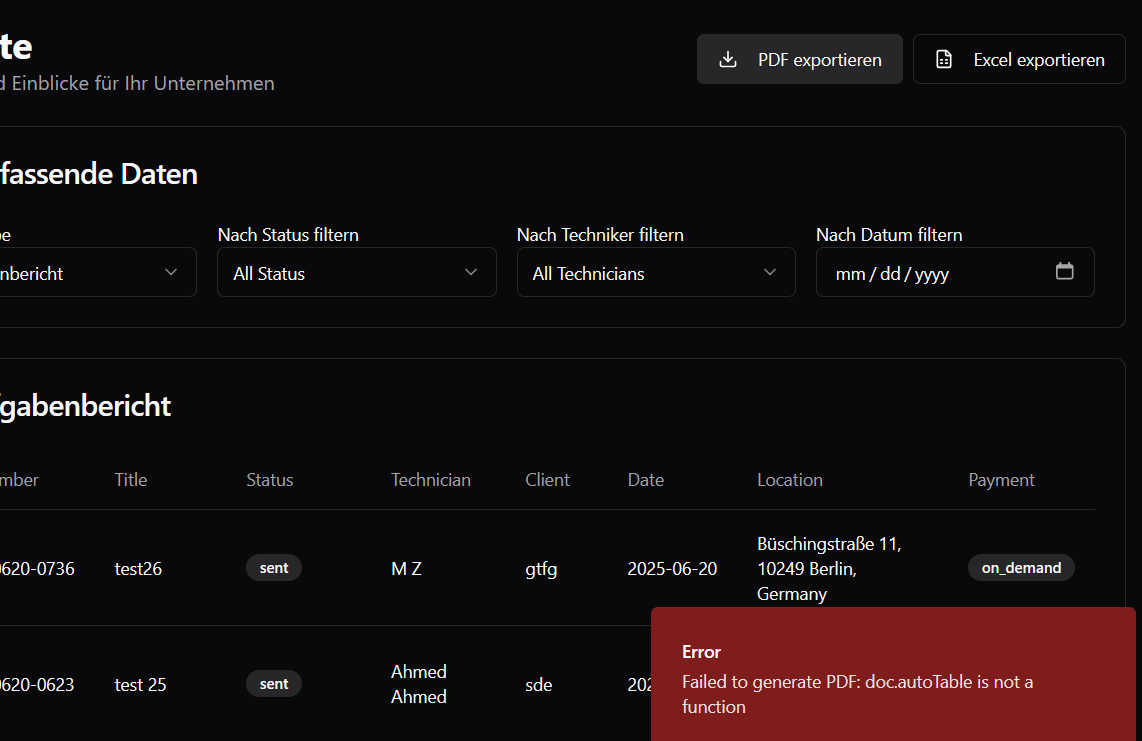 te
PDF exportieren
Excel exportieren
d Einblicke für Ihr Unternehmen
fassende Daten
Nach Status filtern
Nach Techniker filtern
Nach Datum filtern
nbericht
All Status
All Technicians
mm / dd / yyyy
gabenbericht
mber
Title
Status
Technician
Client
Date
Location
Payment
0620-0736
test26
sent
M Z
gtfg
2025-06-20
Büschingstraße 11,
10249 Berlin,
Germany
on_demand
0620-0623
test 25
sent
Ahmed
Ahmed
sde
202
Error
Failed to generate PDF: doc.autoTable is not a
function